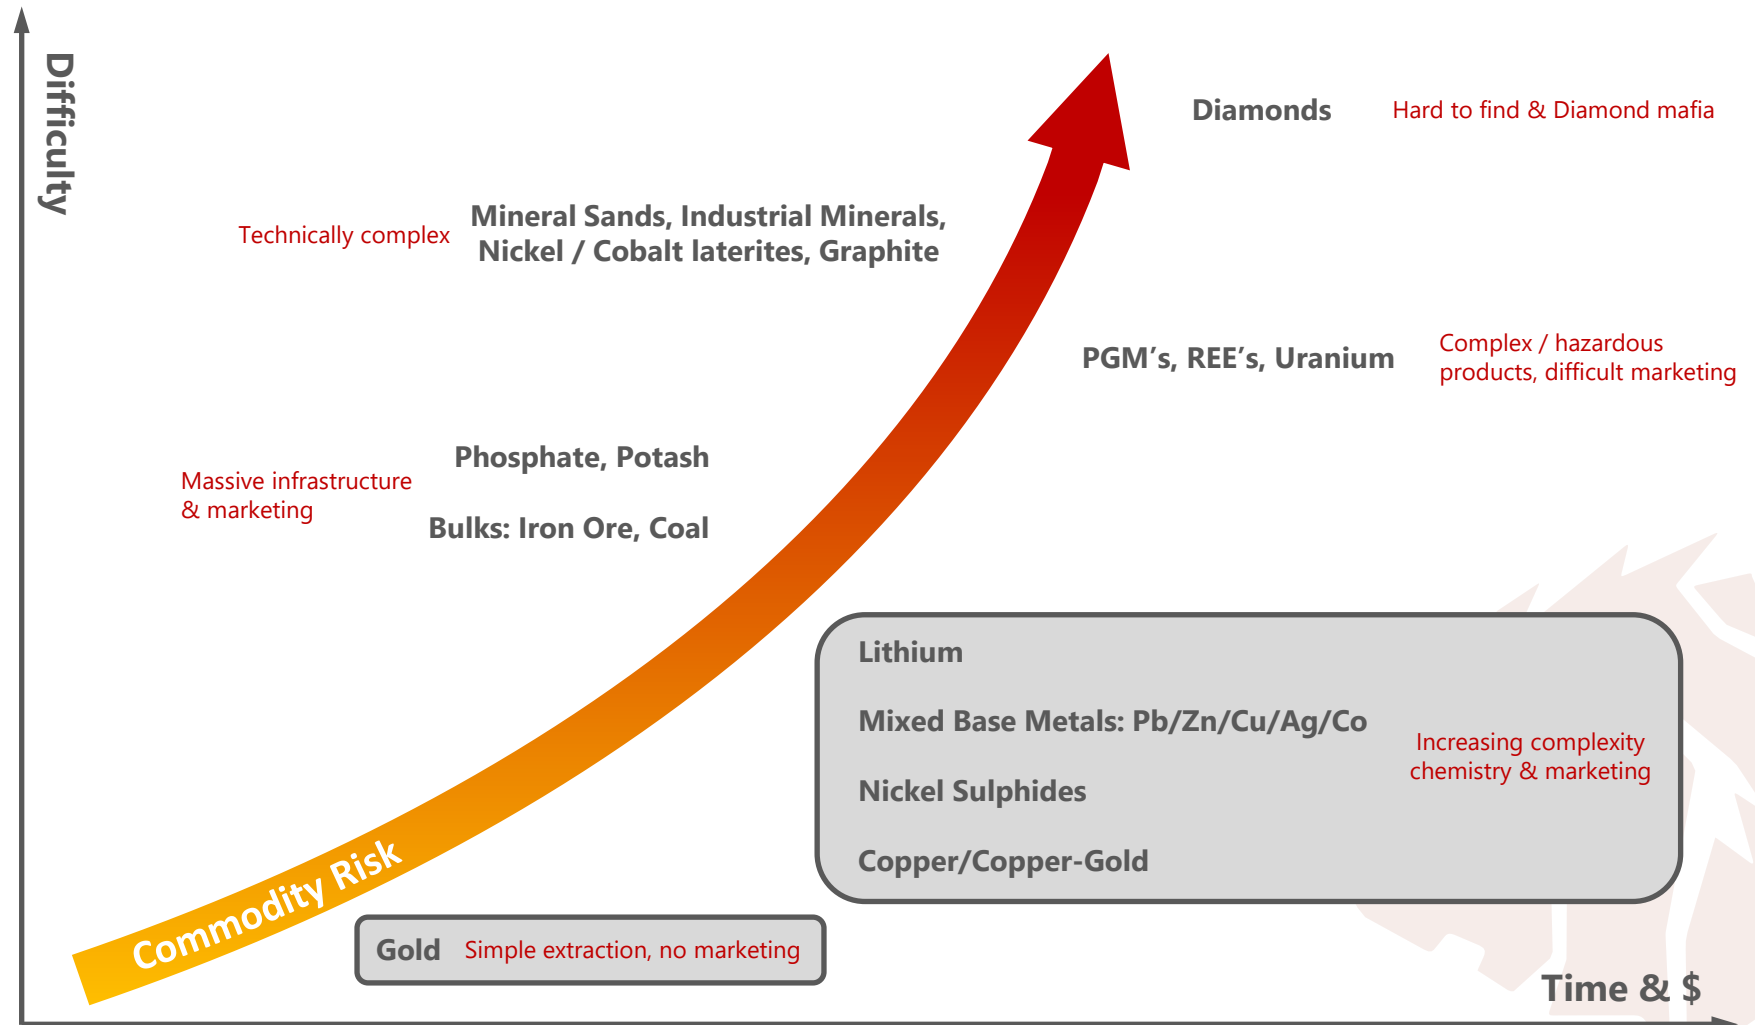 Difficulty
Diamonds
Hard to find & Diamond mafia
Technically complex
Mineral Sands, Industrial Minerals,
Nickel / Cobalt laterites, Graphite
PGM’s, REE’s, Uranium
Complex / hazardous
products, difficult marketing
Phosphate, Potash
Massive infrastructure
& marketing
Bulks: Iron Ore, Coal
Lithium
Mixed Base Metals: Pb/Zn/Cu/Ag/Co
Increasing complexity
chemistry & marketing
Nickel Sulphides
Copper/Copper-Gold
Commodity Risk
Gold
Simple extraction, no marketing
Time & $